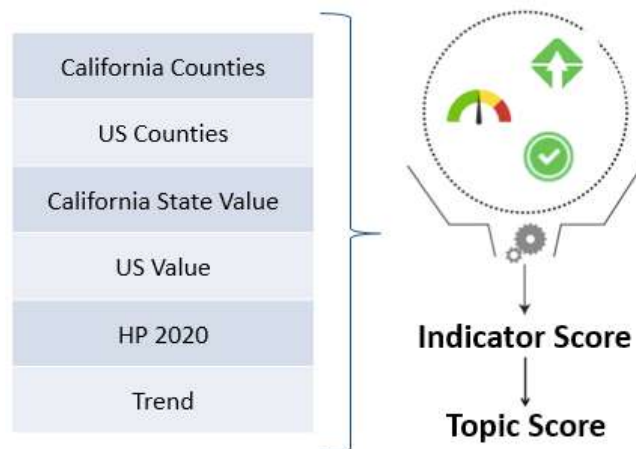 California Counties
US Counties
California State Value
US Value
HP 2020
Trend
Indicator Score
Topic Score